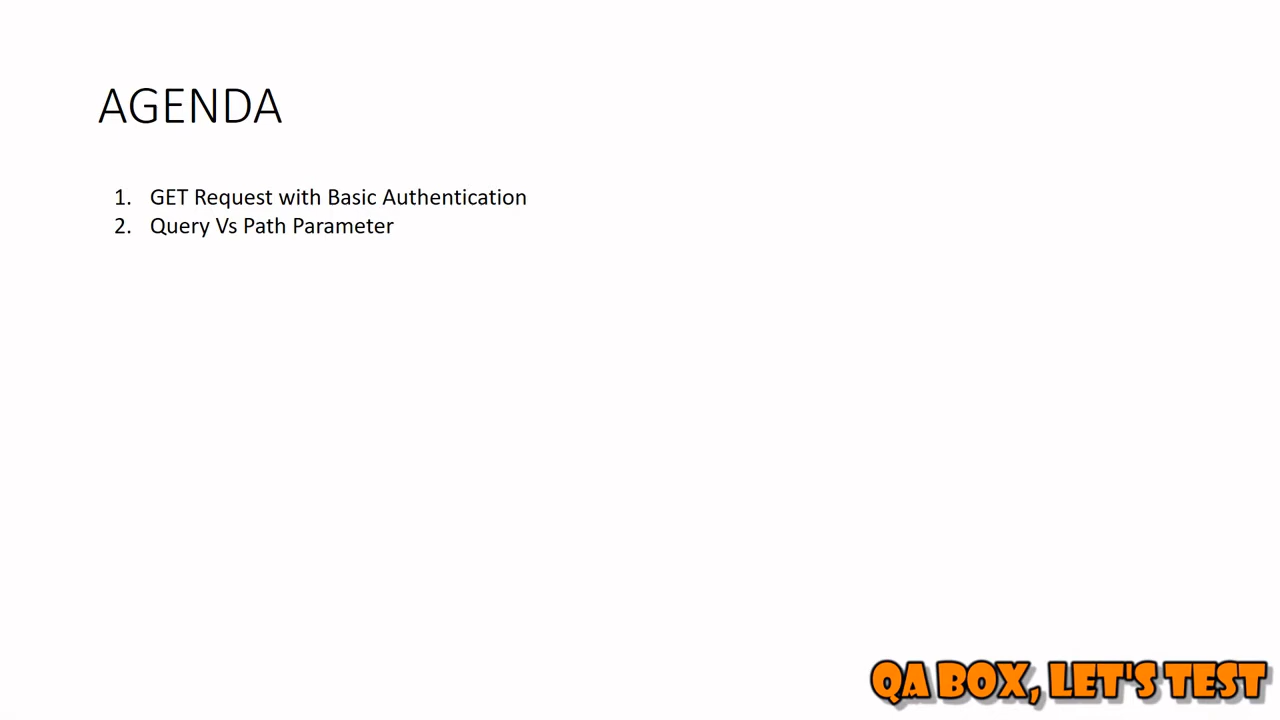 AGENDA
1. GET Request with Basic Authentication
2. Query Vs Path Parameter
QA BOX, LET'S TEST